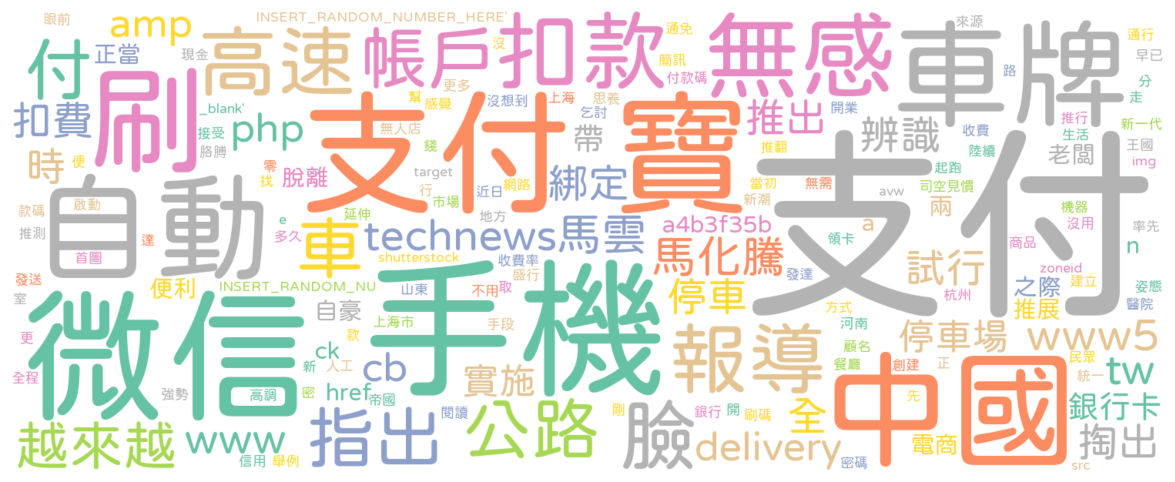 眼前
amp
INSERT_RANDOM_NUMBER_HERE'
沒
通免
來源
通行
正當
現金
高速
帳戶
扣款
無感
車牌
早已
付
刷
簡訊
付款碼
路
分
走
更多
幫
感覺
沒想到
上海
思義
乞討
開業
扣費
_blank'
接受
php
胳膊
支付寶
無人店
帶
推出
推翻
辨識
收費
推行
生活
新一代
王國
老闆
陸續
img
時
便
零
找
脫離
錢
target
行
市場
近日
網路
綁定
當初
新潮
無需
支付
avw
起跑
司空見慣
兩
機器
沒用
款碼
啟動
自動
推測
首圖
達
e
多久
延伸
車
地方
technews
馬雲
a4b3f35b
a
領卡
商品
n
率先
shutterstock
收費率
盛行
馬化騰
發達
試行
zoneid
建立
姿態
發送
室
便利
INSERT_RANDOM_NU
山東
不用
取
停車
杭州
之際
醫院
微信
自豪
款
上海市
手段
手機
方式
河南
推展
更
報導
顧名
停車場
www5
全程
ck
新
人工
cb
實施
餐廳
創建
正
民眾
統一
tw
強勢
高調
密
href
帝國
閱讀
剛
銀行
開
刷碼
全
先
中國
銀行卡
越來越
www
指出
公路
臉
delivery
電商
掏出
信用
舉例
密碼
src